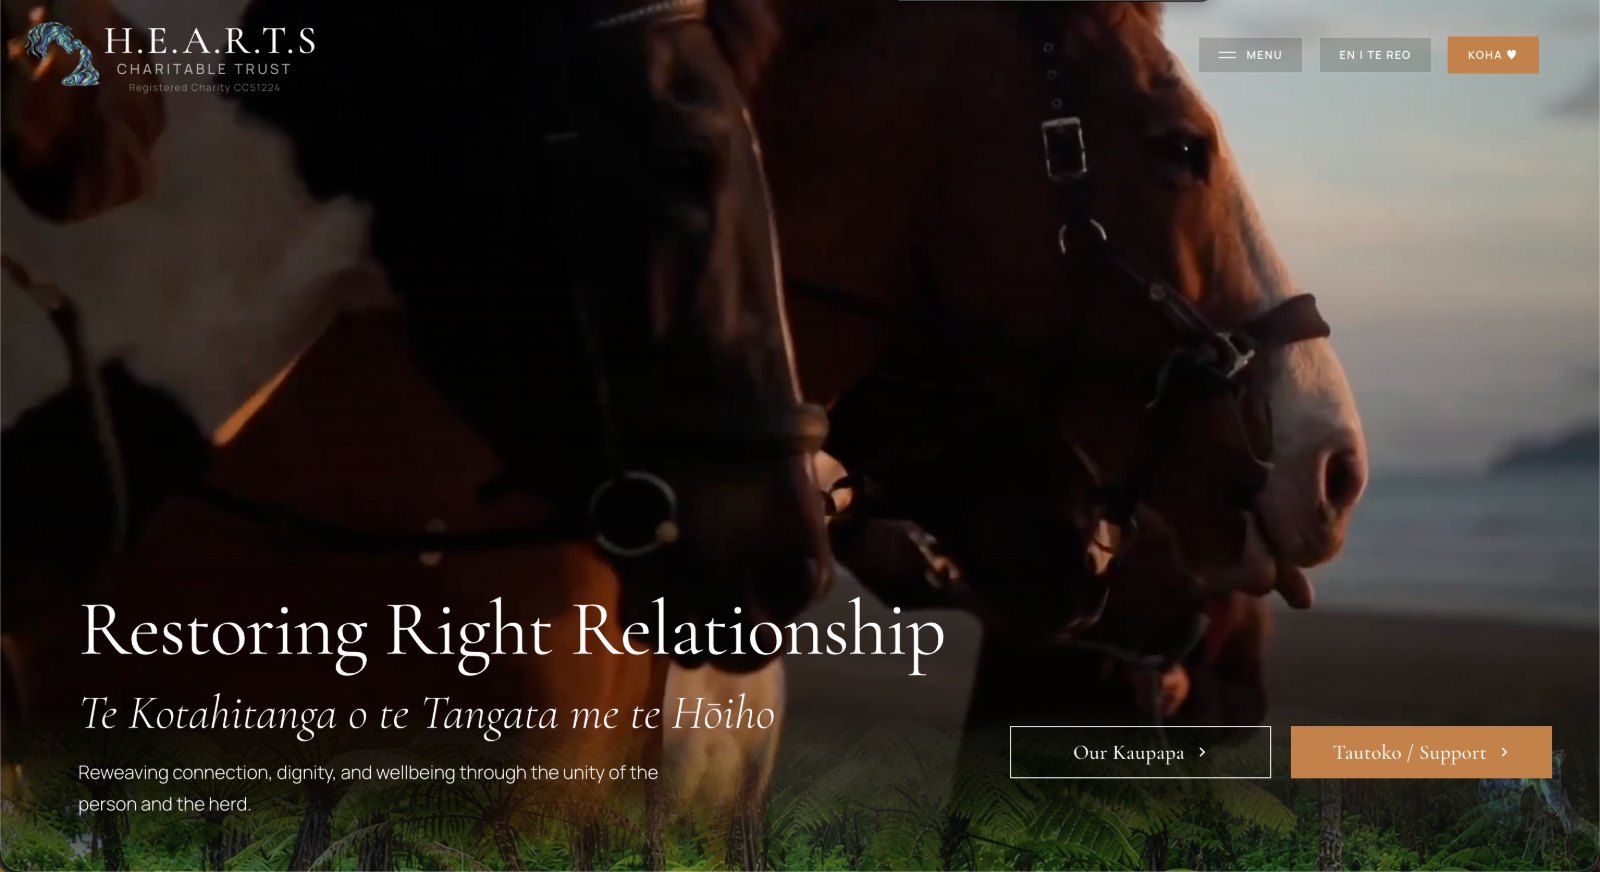 H.E.A.R.T.S
CHARITABLE TRUST
Registered Charity CC51224
MENU
EN I TE REO
KOHA ♥
Restoring Right Relationship
Te Kotahitanga o te Tangata me te Hōiho
Reweaving connection, dignity, and wellbeing through the unity of the
person and the herd.
Our Kaupapa
Tautoko / Support